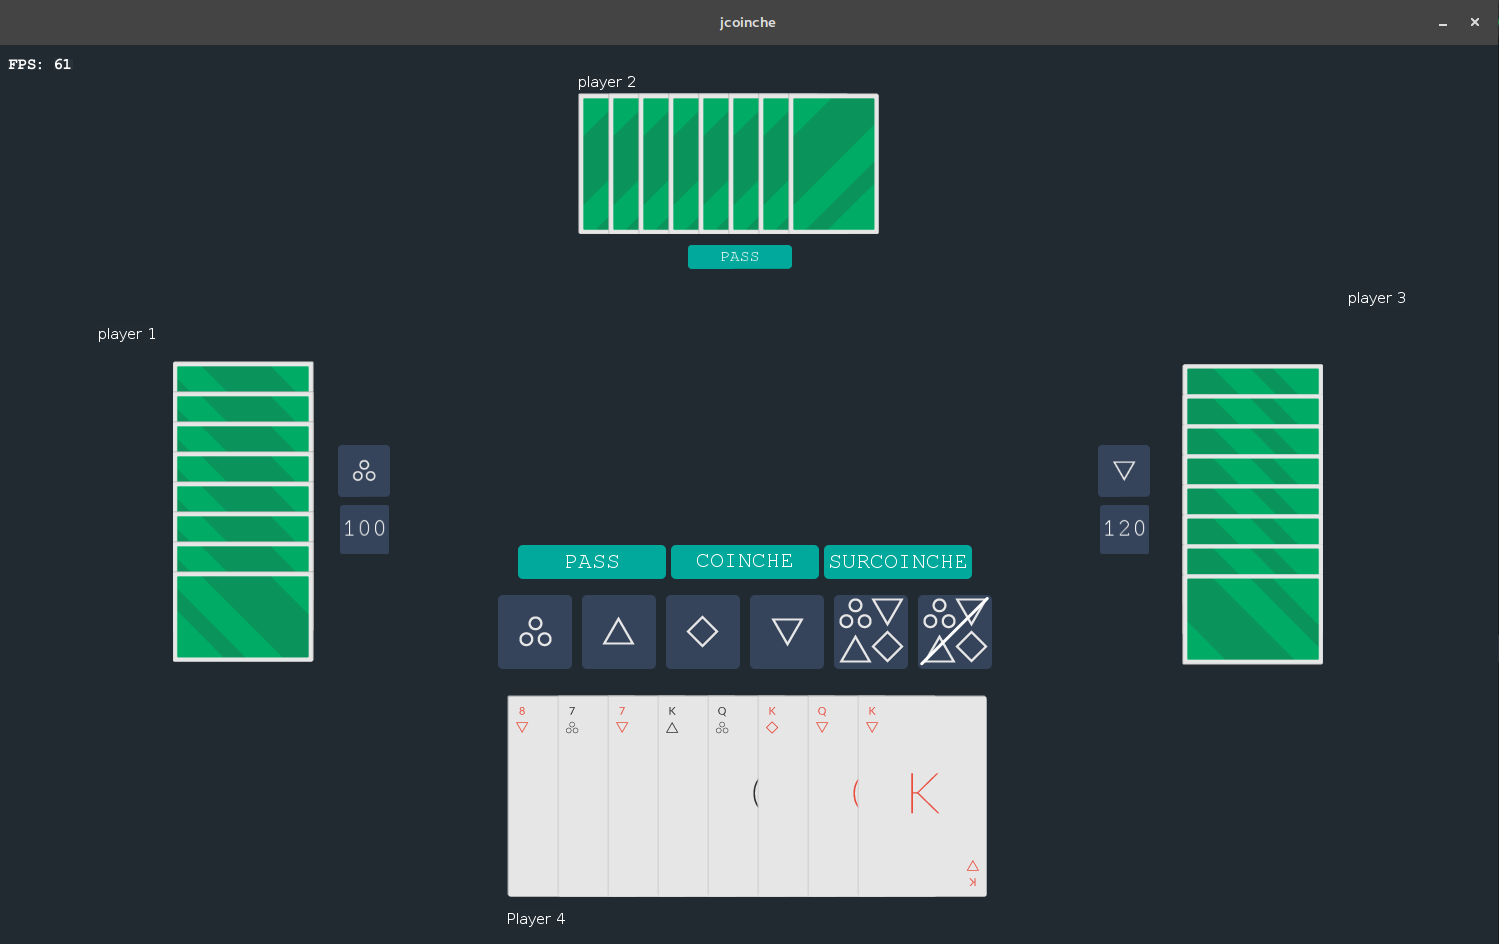 jcoinche
FPS: 61
player 2
PASS
player 3
player 1
100
120
PASS COINCHE SURCOINCHE
8 7 7 K Q K Q K
K
K
Player 4